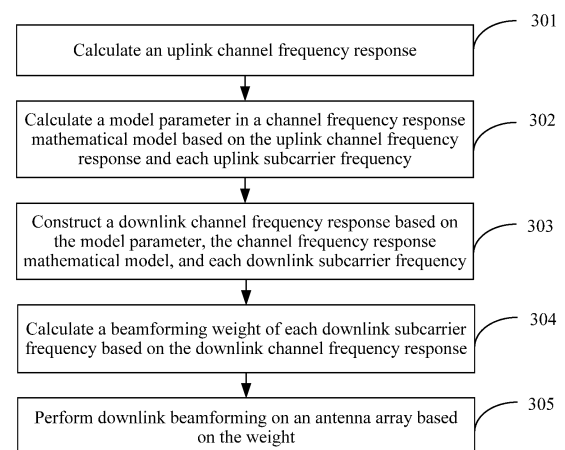 301
Calculate an uplink channel frequency response
Calculate a model parameter in a channel frequency response
mathematical model based on the uplink channel frequency
response and each uplink subcarrier frequency
302
Construct a downlink channel frequency response based on
the model parameter, the channel frequency response
mathematical model, and each downlink subcarrier frequency
303
Calculate a beamforming weight of each downlink subcarrier
frequency based on the downlink channel frequency response
304
Perform downlink beamforming on an antenna array based
on the weight
305